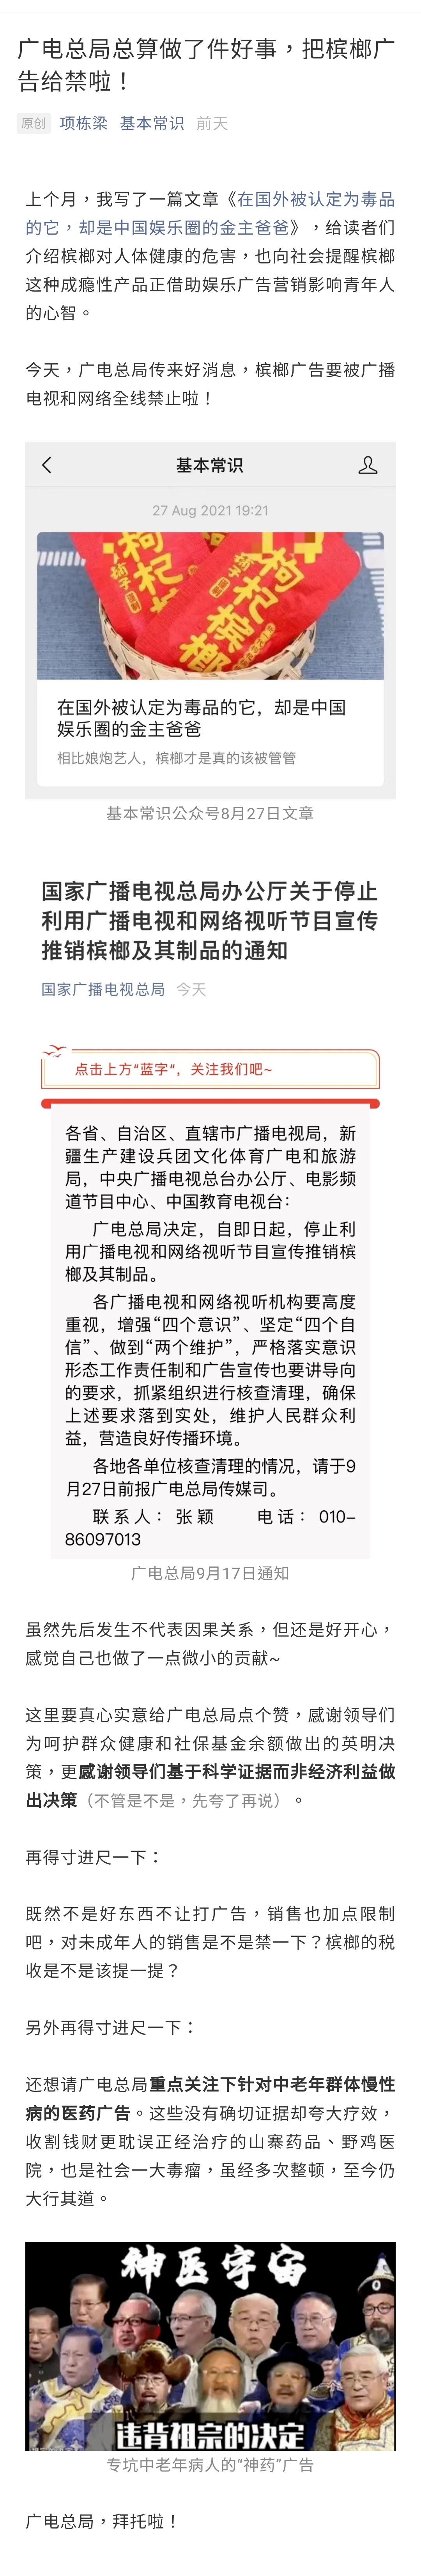 广电总局总算做了件好事，把槟榔广
告给禁啦！
原创 项栋梁 基本常识 前天
上个月，我写了一篇文章《在国外被认定为毒品
的它，却是中国娱乐圈的金主爸爸》，给读者们
介绍槟榔对人体健康的危害，也向社会提醒槟榔
这种成瘾性产品正借助娱乐广告营销影响青年人
的心智。
今天，广电总局传来好消息，槟榔广告要被广播
电视和网络全线禁止啦！
基本常识
27 Aug 2021 19:21
枸杞
枸杞槟榔
在国外被认定为毒品的它，却是中国
娱乐圈的金主爸爸
相比娘炮艺人，槟榔才是真的该被管管
基本常识公众号8月27日文章
国家广播电视总局办公厅关于停止
利用广播电视和网络视听节目宣传
推销槟榔及其制品的通知
国家广播电视总局 今天
点击上方“蓝字“，关注我们吧~
各省、自治区、直辖市广播电视局，新
疆生产建设兵团文化体育广电和旅游
局，中央广播电视总台办公厅、电影频
道节目中心、中国教育电视台：
广电总局决定，自即日起，停止利
用广播电视和网络视听节目宣传推销槟
榔及其制品。
各广播电视和网络视听机构要高度
重视，增强“四个意识”、坚定“四个自
信”、做到“两个维护”，严格落实意识
形态工作责任制和广告宣传也要讲导向
的要求，抓紧组织进行核查清理，确保
上述要求落到实处，维护人民群众利
益，营造良好传播环境。
各地各单位核查清理的情况，请于9
月27日前报广电总局传媒司。
联系人：张颖 电话：010-
86097013
广电总局9月17日通知
虽然先后发生不代表因果关系，但还是好开心，
感觉自己也做了一点微小的贡献~
这里要真心实意给广电总局点个赞，感谢领导们
为呵护群众健康和社保基金余额做出的英明决
策，更感谢领导们基于科学证据而非经济利益做
出决策（不管是不是，先夸了再说）。
再得寸进尺一下：
既然不是好东西不让打广告，销售也加点限制
吧，对未成年人的销售是不是禁一下？槟榔的税
收是不是该提一提？
另外再得寸进尺一下：
还想请广电总局重点关注下针对中老年群体慢性
病的医药广告。这些没有确切证据却夸大疗效，
收割钱财更耽误正经治疗的山寨药品、野鸡医
院，也是社会一大毒瘤，虽经多次整顿，至今仍
大行其道。
神医宇宙
违背祖宗的决定
专坑中老年病人的“神药”广告
广电总局，拜托啦！